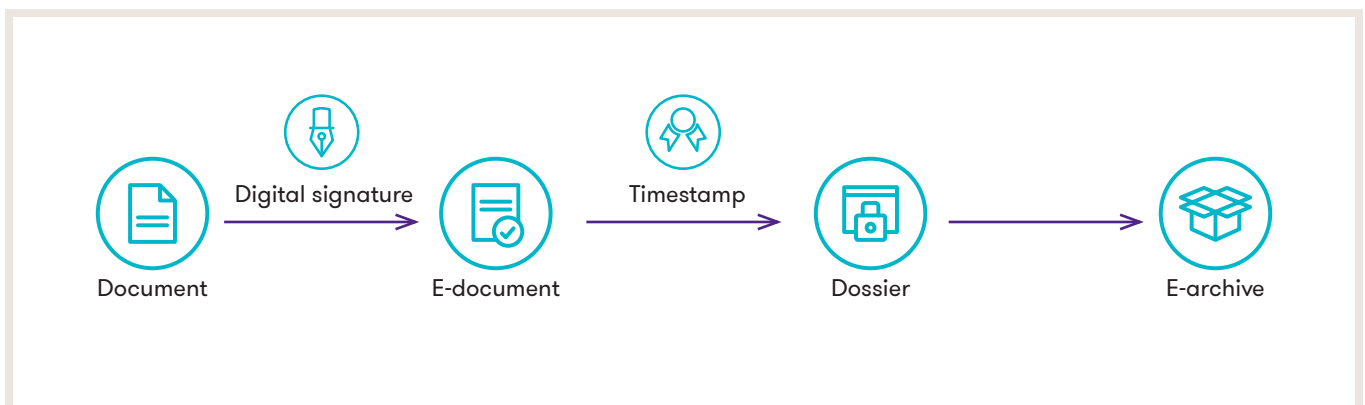 Digital signature
Timestamp
Document
E-document
Dossier
E-archive